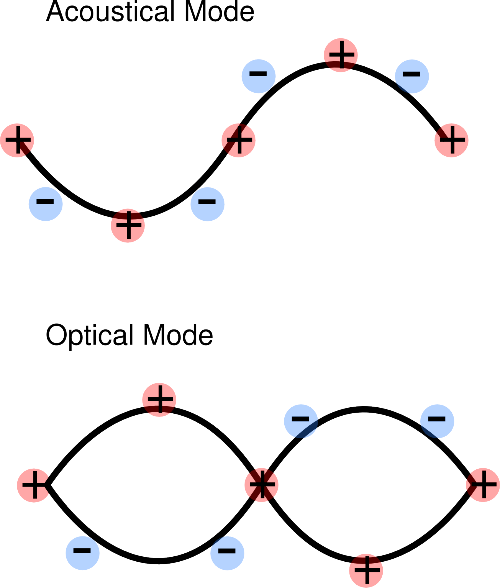 Acoustical Mode
− + −
+ + +
− + −
Optical Mode
+ − −
+ + +
− − +